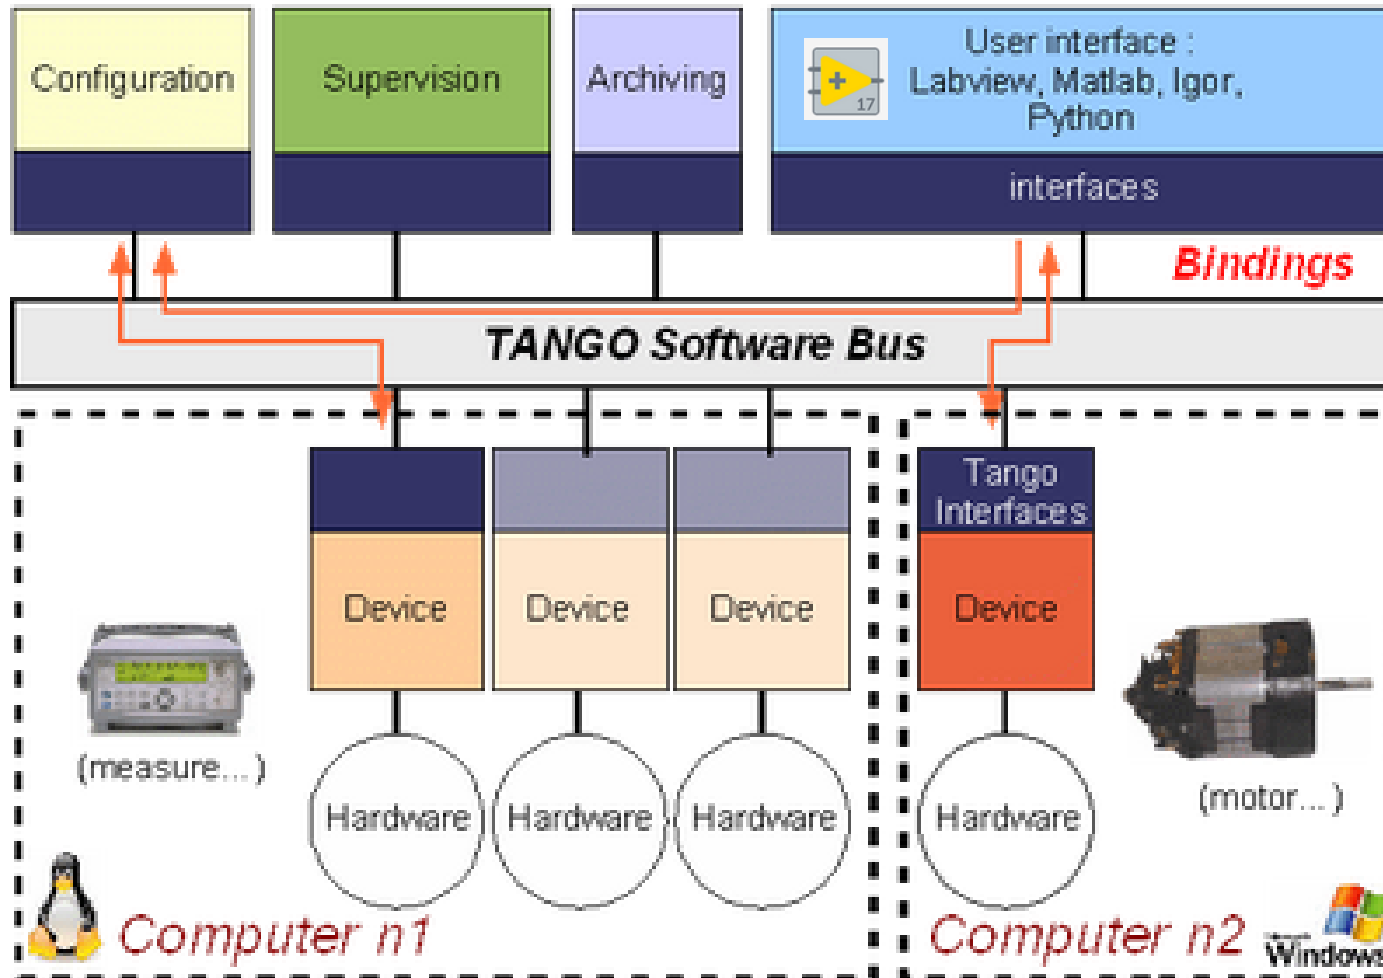 Configuration
Supervision
Archiving
User interface :
Labview, Matlab, Igor,
Python
17
interfaces
Bindings
TANGO Software Bus
Tango
Interfaces
Device
Device
Device
Device
(measure...)
(motor...)
Hardware
Hardware
Hardware
Hardware
Computer n1
Computer n2
Windows